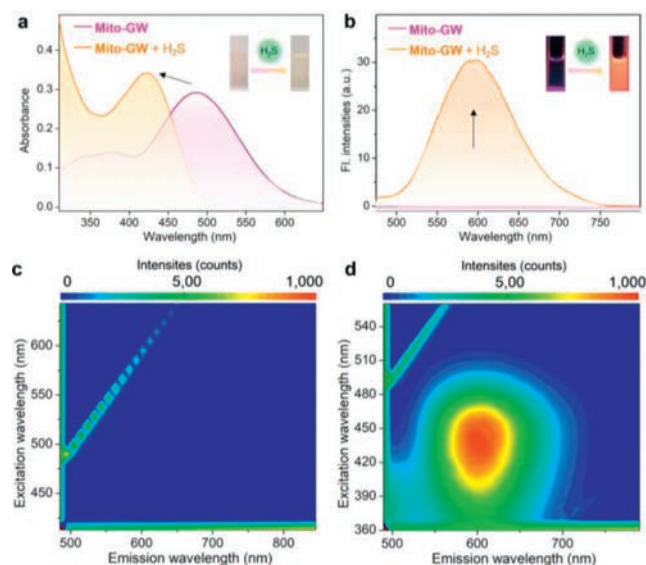 a
Mito-GW
Mito-GW + H₂S
H₂S
0.4
0.3
0.2
0.1
0.0
Absorbance
350 400 450 500 550 600
Wavelength (nm)
b
Mito-GW
Mito-GW + H₂S
H₂S
30
20
10
0
Fl. intensities (a.u.)
500 550 600 650 700 750
Wavelength (nm)
c
Intensites (counts)
0 5,000 1,000
600
550
500
450
Excitation wavelength (nm)
500 600 700 800
Emission wavelength (nm)
d
Intensites (counts)
0 5,000 1,000
540
510
480
450
420
390
360
Excitation wavelength (nm)
500 600 700
Emission wavelength (nm)